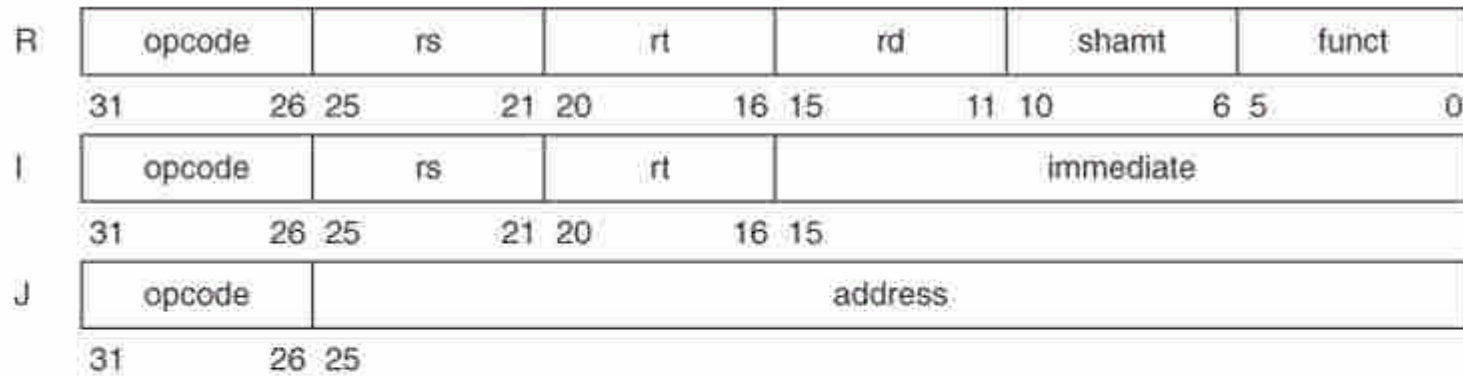 R opcode rs rt rd shamt funct
31 26 25 21 20 16 15 11 10 6 5 0
I opcode rs rt immediate
31 26 25 21 20 16 15
J opcode address
31 26 25